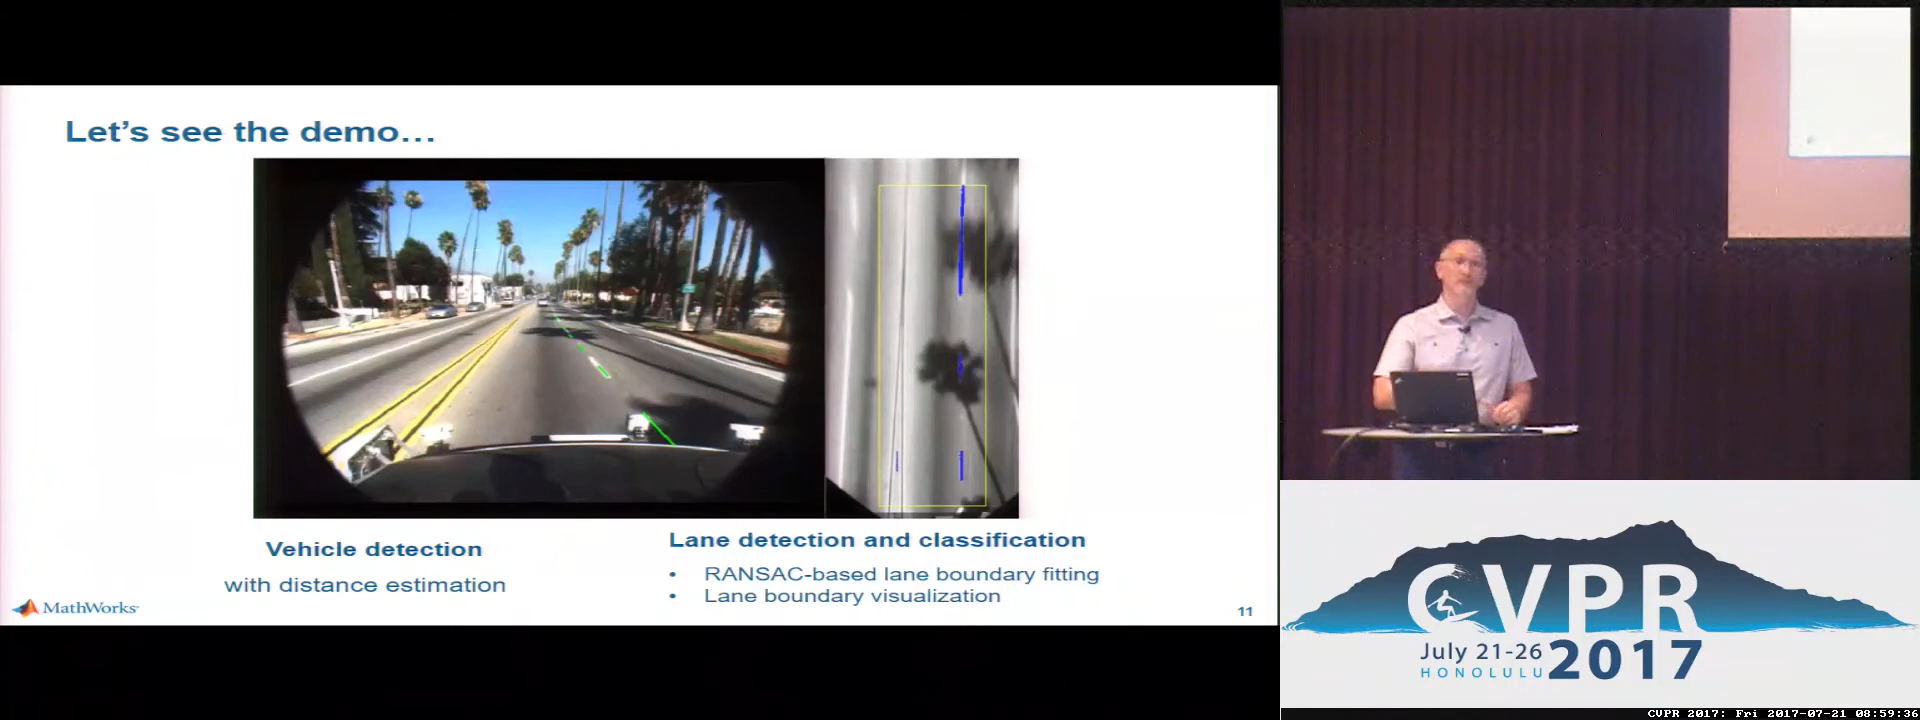 Let's see the demo…
Vehicle detection
with distance estimation
Lane detection and classification
• RANSAC-based lane boundary fitting
• Lane boundary visualization
MathWorks
11
CVPR
July 21-26
HONOLULU
2017
CVPR 2017: Fri 2017-07-21 08:59:36